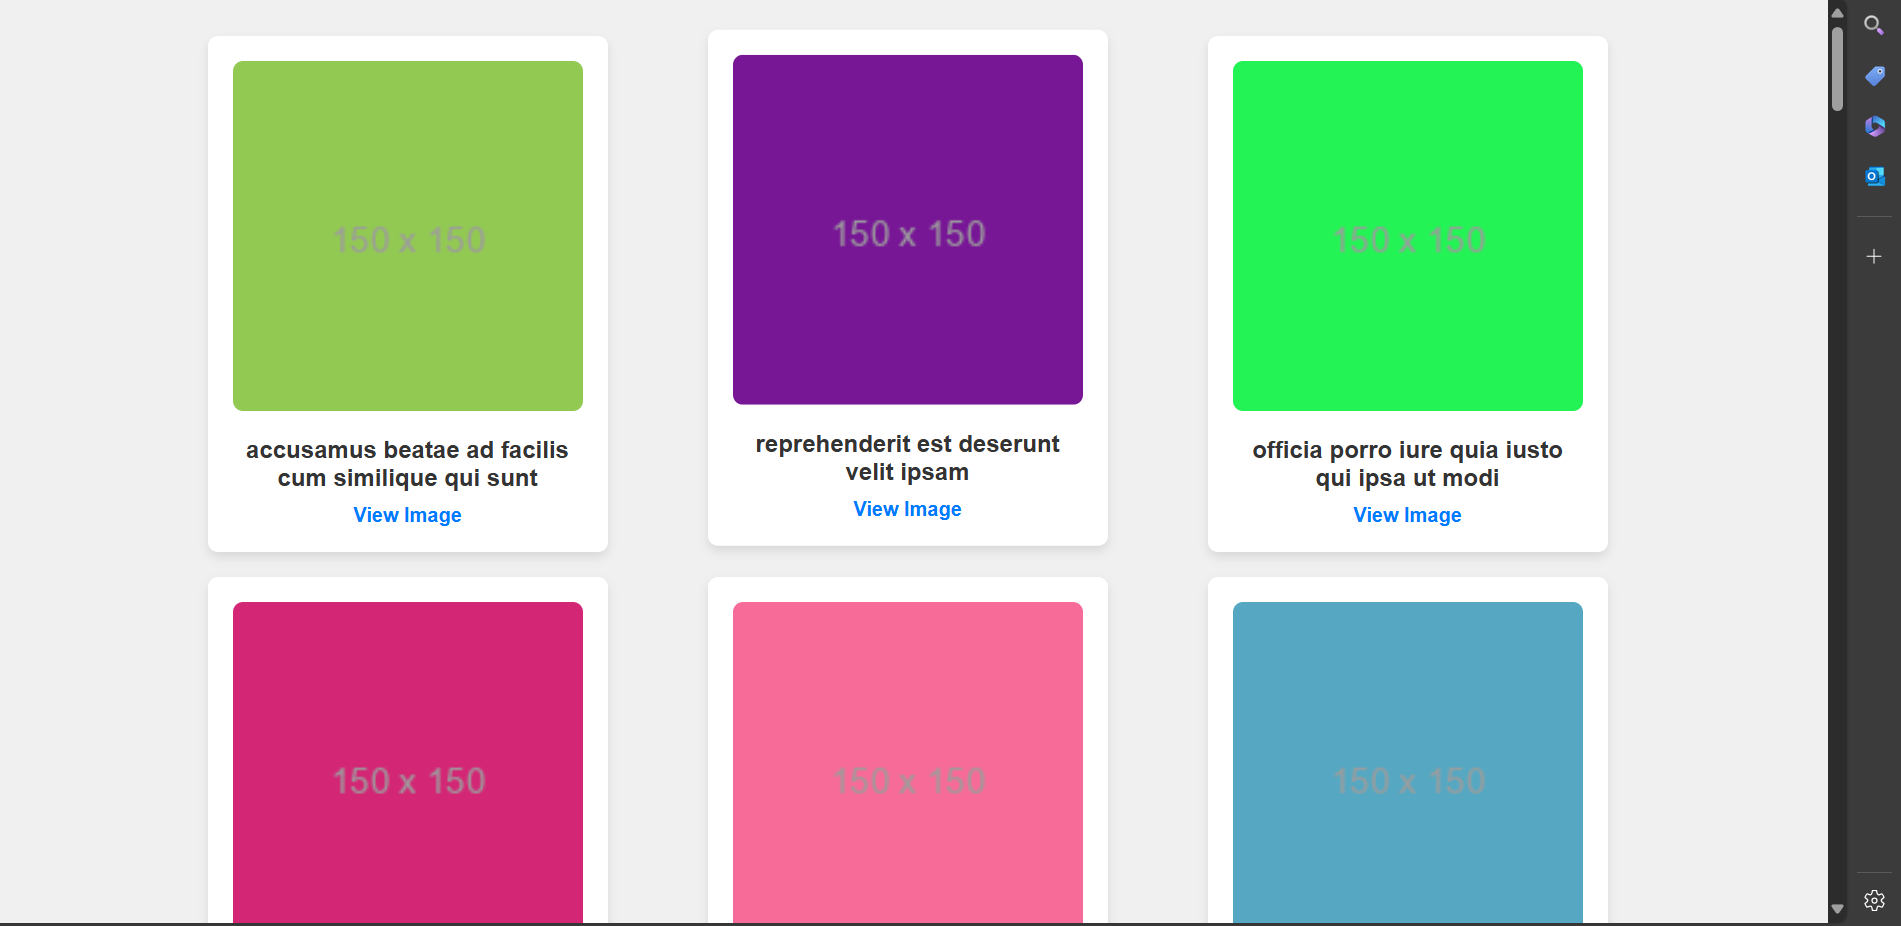 150 x 150
150 x 150
150 x 150
accusamus beatae ad facilis
cum similique qui sunt
View Image
reprehenderit est deserunt
velit ipsam
View Image
officia porro iure quia iusto
qui ipsa ut modi
View Image
150 x 150
150 x 150
150 x 150